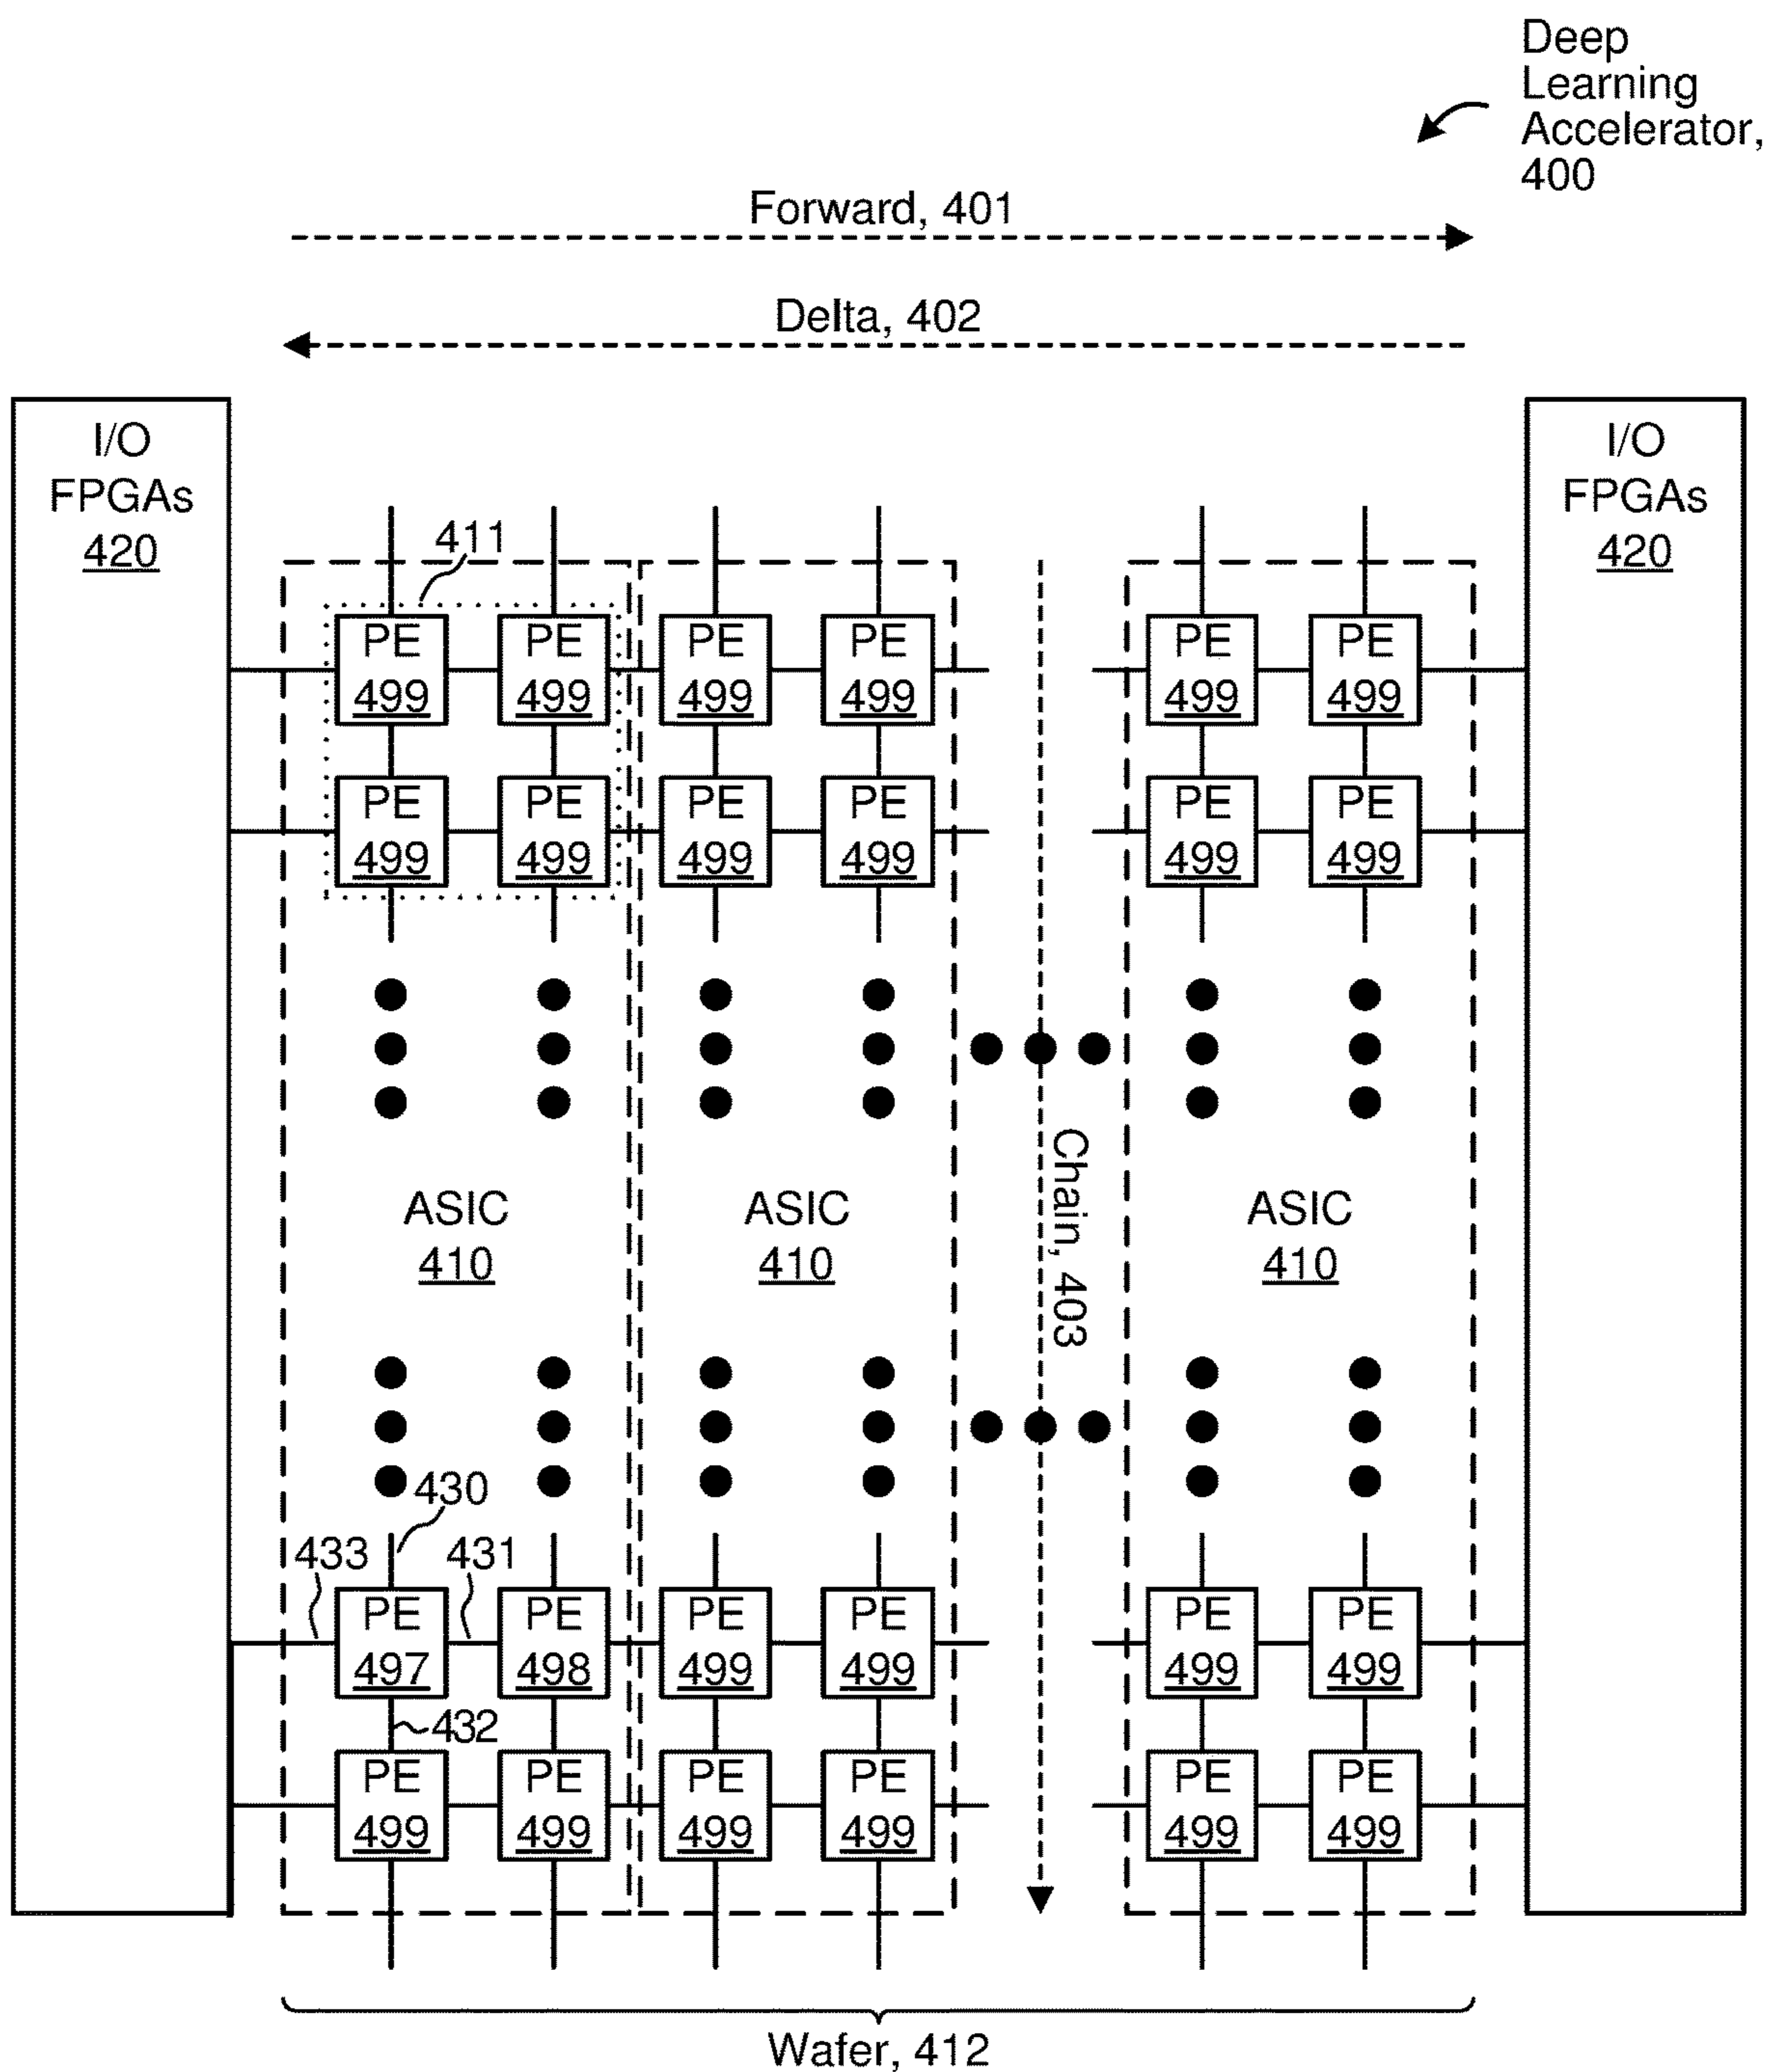 Deep
Learning
Accelerator,
400
Forward, 401
Delta, 402
I/O
FPGAs
420
I/O
FPGAs
420
411
PE PE PE PE PE PE
499 499 499 499 499 499
PE PE PE PE PE PE
499 499 499 499 499 499
Chain, 403
ASIC ASIC ASIC
410 410 410
430
433 431
PE PE PE PE PE PE
497 498 499 499 499 499
432
PE PE PE PE PE PE
499 499 499 499 499 499
Wafer, 412